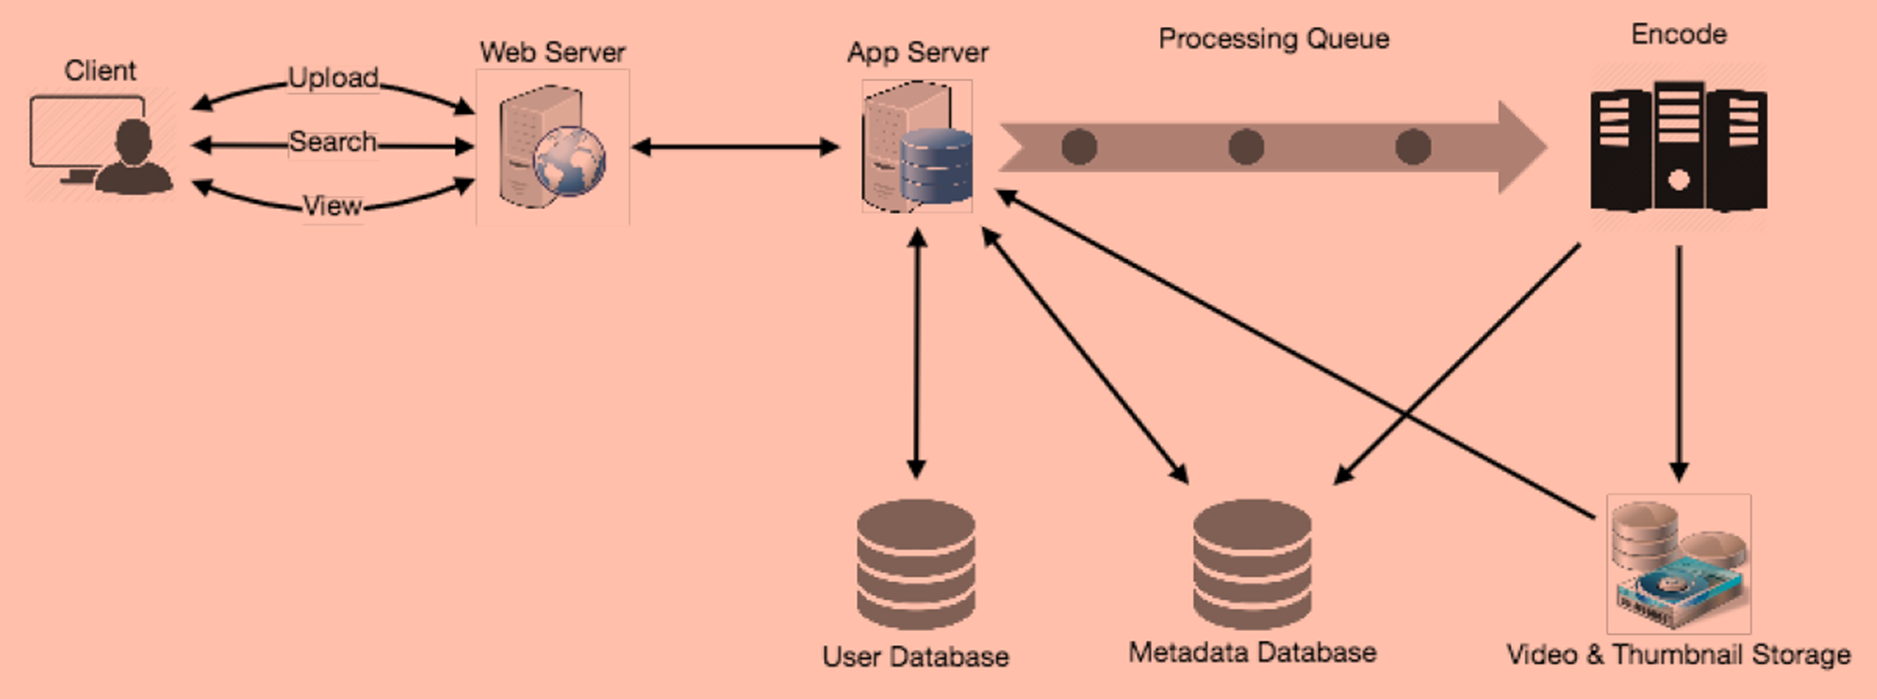 Client
Upload
Search
View
Web Server
App Server
Processing Queue
Encode
User Database
Metadata Database
Video & Thumbnail Storage